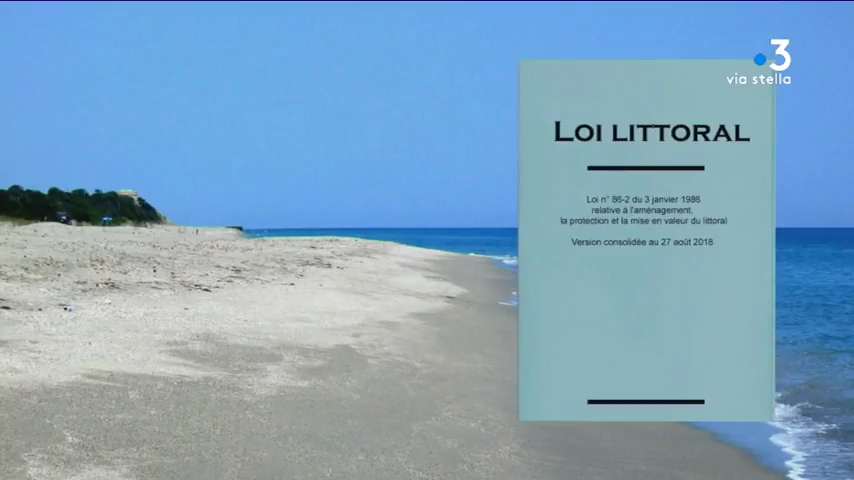 3
via stella
LOI LITTORAL
Loi n° 86-2 du 3 janvier 1986
relative à l'aménagement,
la protection et la mise en valeur du littoral
Version consolidée au 27 août 2018